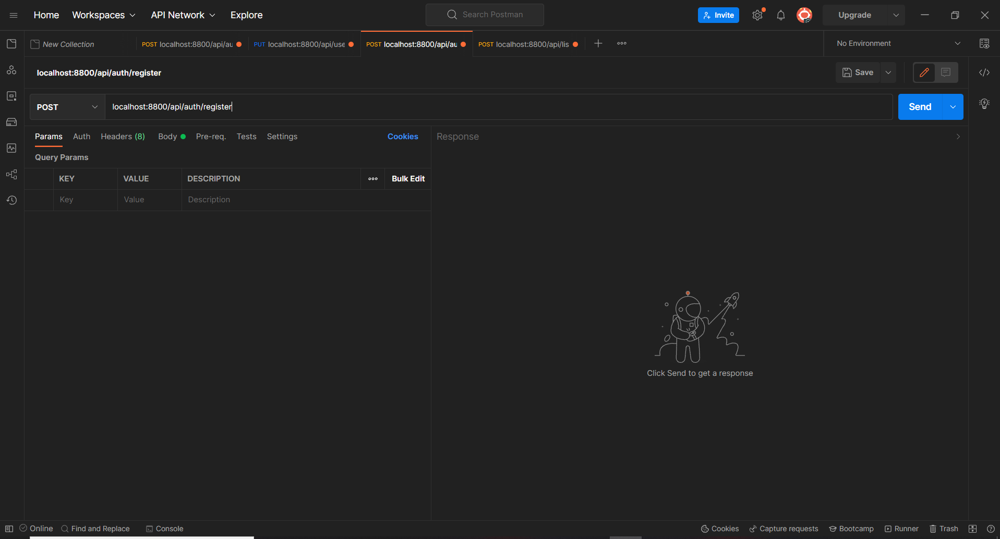 Home Workspaces API Network Explore Search Postman Invite Upgrade
New Collection POST localhost:8800/api/au PUT localhost:8800/api/use POST localhost:8800/api/au POST localhost:8800/api/lis No Environment
localhost:8800/api/auth/register Save
POST localhost:8800/api/auth/register Send
Params Auth Headers (8) Body Pre-req. Tests Settings Cookies Response
Query Params
KEY VALUE DESCRIPTION Bulk Edit
Key Value Description
Click Send to get a response
Online Find and Replace Console Cookies Capture requests Bootcamp Runner Trash